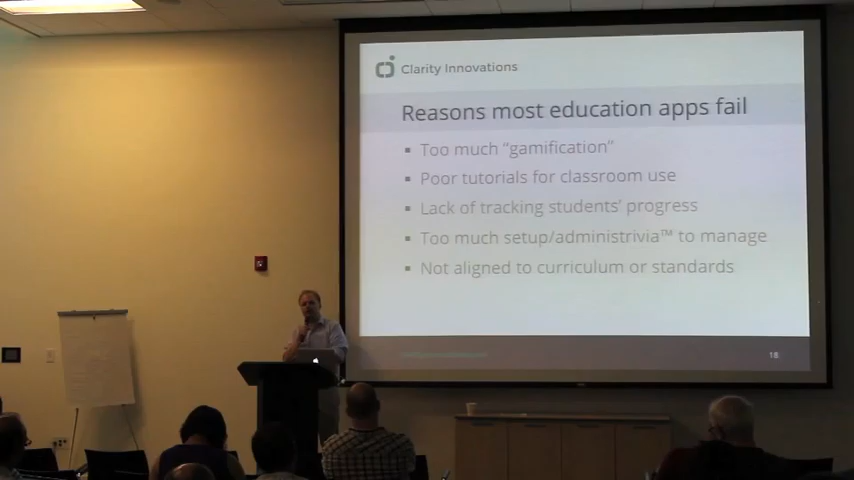 Clarity Innovations
Reasons most education apps fail
Too much "gamification"
Poor tutorials for classroom use
Lack of tracking students' progress
Too much setup/administrivia™ to manage
Not aligned to curriculum or standards
18